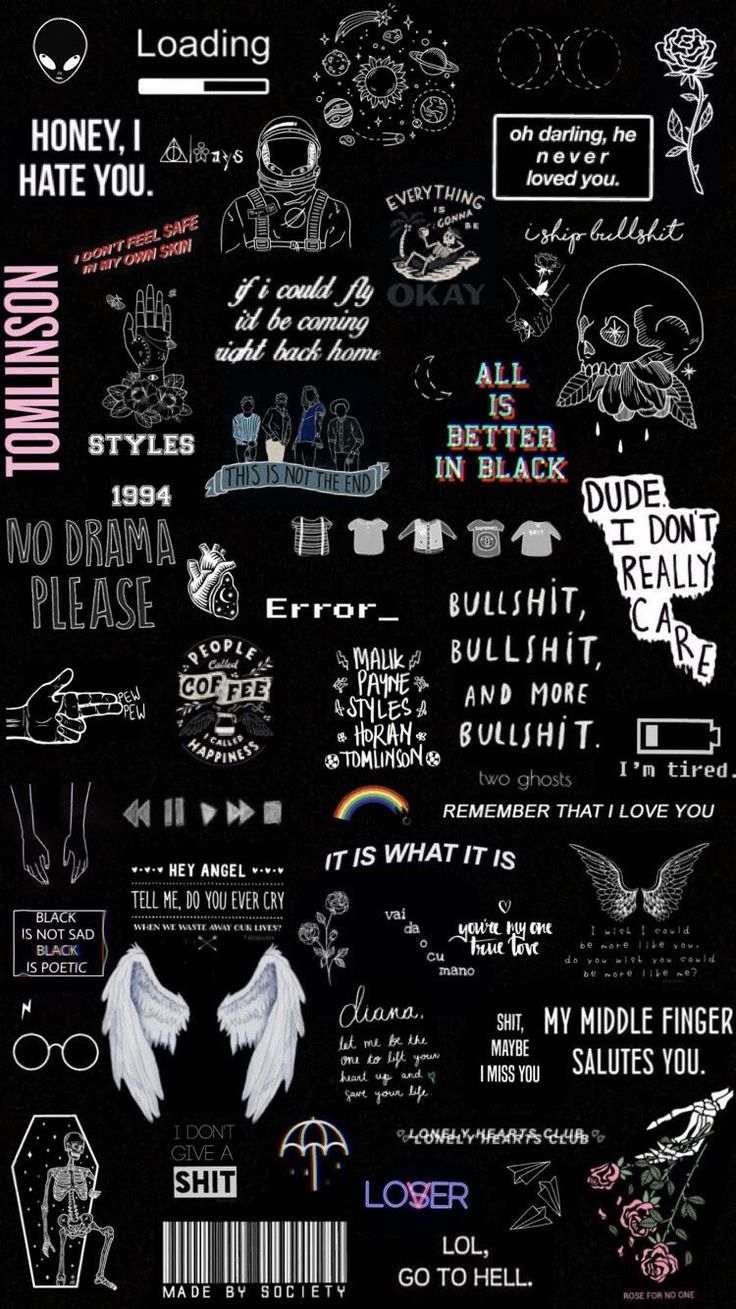 Loading
HONEY, I
HATE YOU.
oh darling, he
never
loved you.
EVERYTHING
IS
GONNA
BE
OKAY
i ship bullshit
I DON'T FEEL SAFE
IN MY OWN SKIN
TOMLINSON
if i could fly
i'd be coming
right back home
ALL
IS
BETTER
IN BLACK
STYLES
1994
THIS IS NOT THE END
DUDE.
I DON'T
REALLY
CARE
NO DRAMA
PLEASE
Error_
BULLSHiT,
BULLSHiT,
AND MORE
BULLSHiT.
PEOPLE
Called
COFFEE
I CALLED
HAPPINESS
MALIK
PAYNE
STYLES
HORAN
TOMLINSON
PEW
PEW
I'm tired.
two ghosts
REMEMBER THAT I LOVE YOU
IT IS WHAT IT IS
HEY ANGEL
TELL ME, DO YOU EVER CRY
WHEN WE WASTE AWAY OUR LIVES?
BLACK
IS NOT SAD
BLACK
IS POETIC
vai
da
o
cu
mano
you're my one
true love
I wish I could
be more like you.
do you wish you could
be more like me?
diana.
let me be the
one to lift your
heart up and
save your life.
SHIT,
MAYBE
I MISS YOU
MY MIDDLE FINGER
SALUTES YOU.
I DON'T
GIVE A
SHIT
LONELY HEARTS CLUB
LOVER
LOL,
GO TO HELL.
MADE BY SOCIETY
ROSE FOR NO ONE